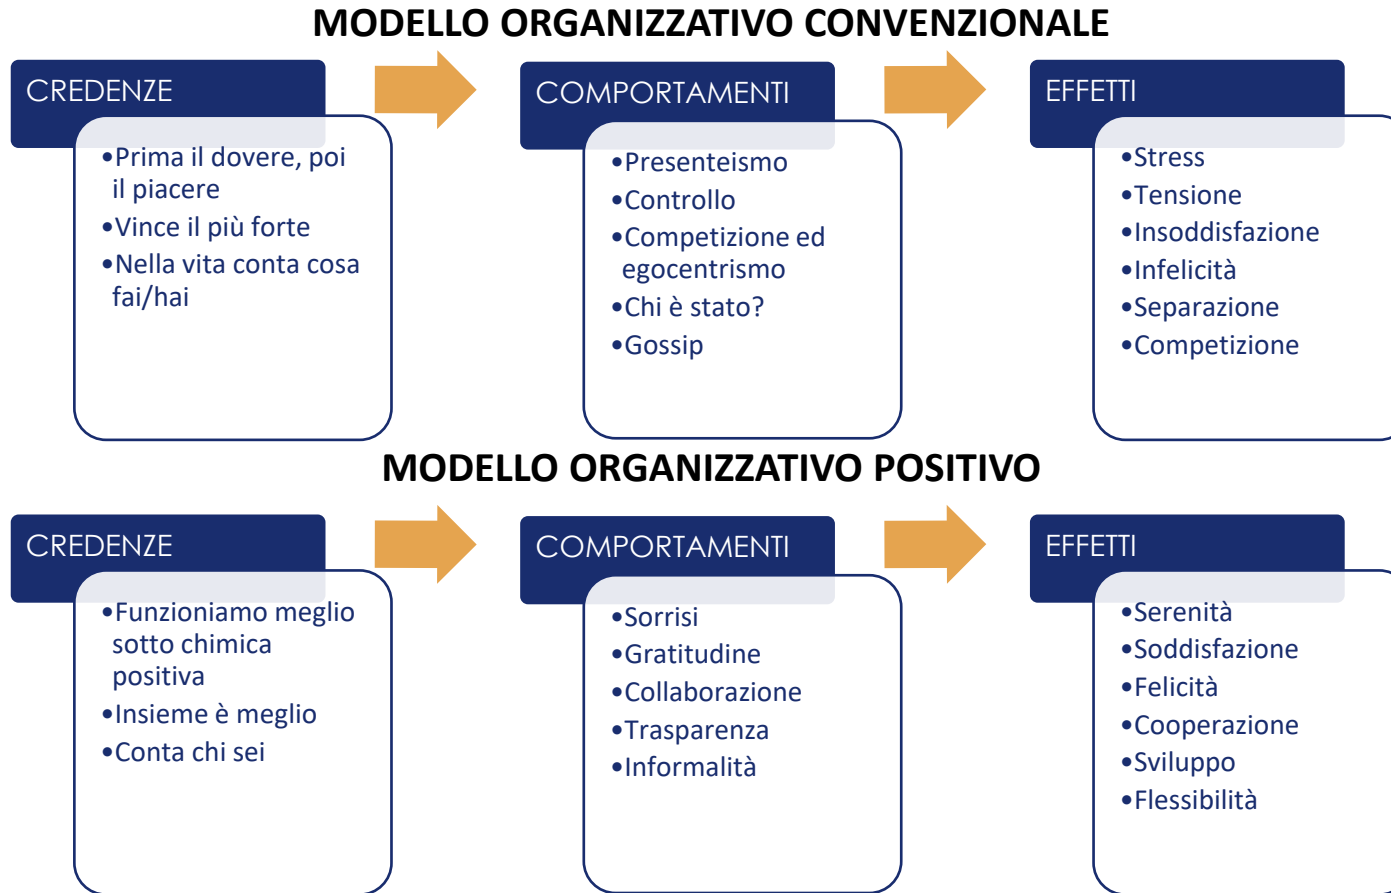 MODELLO ORGANIZZATIVO CONVENZIONALE
CREDENZE
•Prima il dovere, poi
il piacere
•Vince il più forte
•Nella vita conta cosa
fai/hai
COMPORTAMENTI
•Presenteismo
•Controllo
•Competizione ed
egocentrismo
•Chi è stato?
•Gossip
EFFETTI
•Stress
•Tensione
•Insoddisfazione
•Infelicità
•Separazione
•Competizione
MODELLO ORGANIZZATIVO POSITIVO
CREDENZE
•Funzioniamo meglio
sotto chimica
positiva
•Insieme è meglio
•Conta chi sei
COMPORTAMENTI
•Sorrisi
•Gratitudine
•Collaborazione
•Trasparenza
•Informalità
EFFETTI
•Serenità
•Soddisfazione
•Felicità
•Cooperazione
•Sviluppo
•Flessibilità